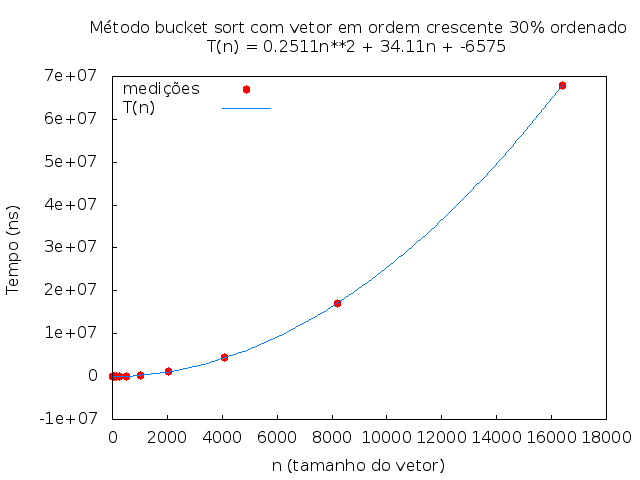 Método bucket sort com vetor em ordem crescente 30% ordenado
T(n) = 0.2511n**2 + 34.11n + -6575
medições
T(n)
7e+07
6e+07
5e+07
4e+07
3e+07
2e+07
1e+07
0
-1e+07
Tempo (ns)
0 2000 4000 6000 8000 10000 12000 14000 16000 18000
n (tamanho do vetor)